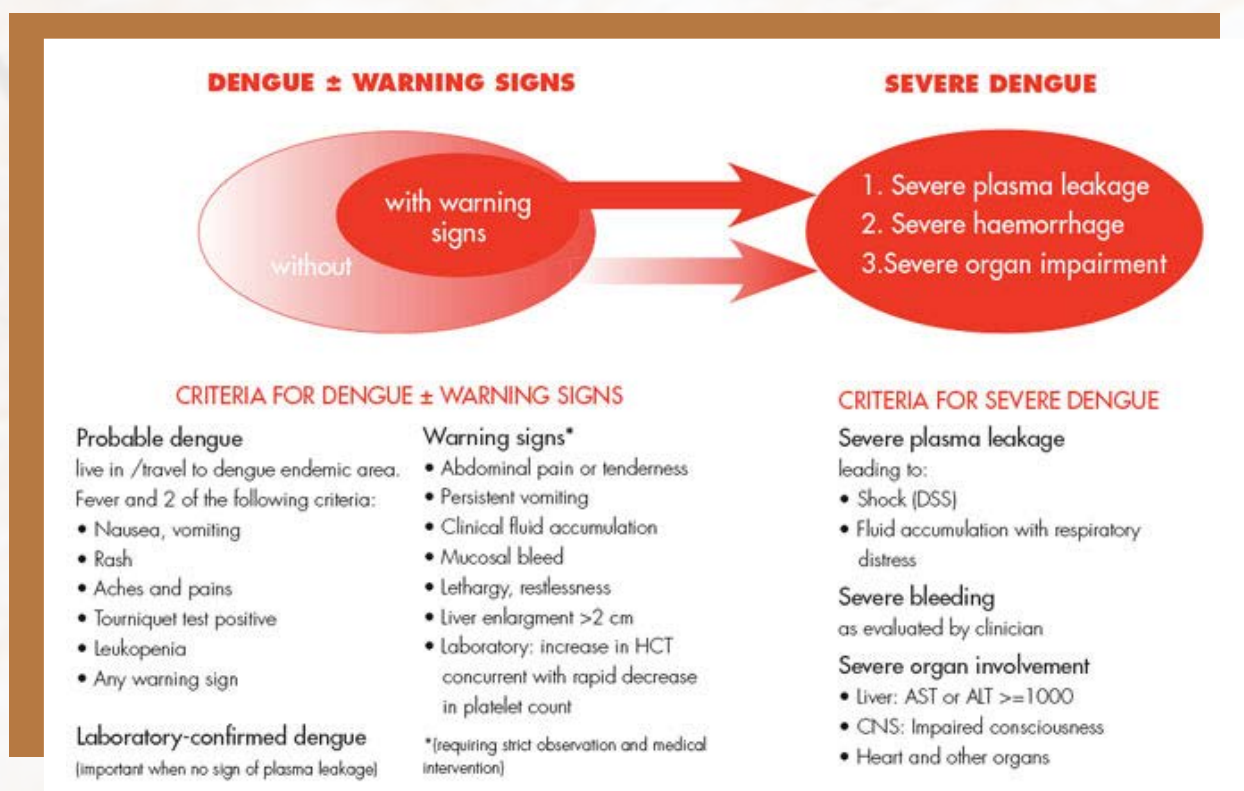 DENGUE ± WARNING SIGNS
SEVERE DENGUE
with warning
signs
without
1. Severe plasma leakage
2. Severe haemorrhage
3.Severe organ impairment
CRITERIA FOR DENGUE ± WARNING SIGNS
Probable dengue
live in /travel to dengue endemic area.
Fever and 2 of the following criteria:
• Nausea, vomiting
• Rash
• Aches and pains
• Tourniquet test positive
• Leukopenia
• Any warning sign
Laboratory-confirmed dengue
(important when no sign of plasma leakage)
Warning signs*
• Abdominal pain or tenderness
• Persistent vomiting
• Clinical fluid accumulation
• Mucosal bleed
• Lethargy, restlessness
• Liver enlargment >2 cm
• Laboratory: increase in HCT
concurrent with rapid decrease
in platelet count
*(requiring strict observation and medical
intervention)
CRITERIA FOR SEVERE DENGUE
Severe plasma leakage
leading to:
• Shock (DSS)
• Fluid accumulation with respiratory
distress
Severe bleeding
as evaluated by clinician
Severe organ involvement
• Liver: AST or ALT >=1000
• CNS: Impaired consciousness
• Heart and other organs